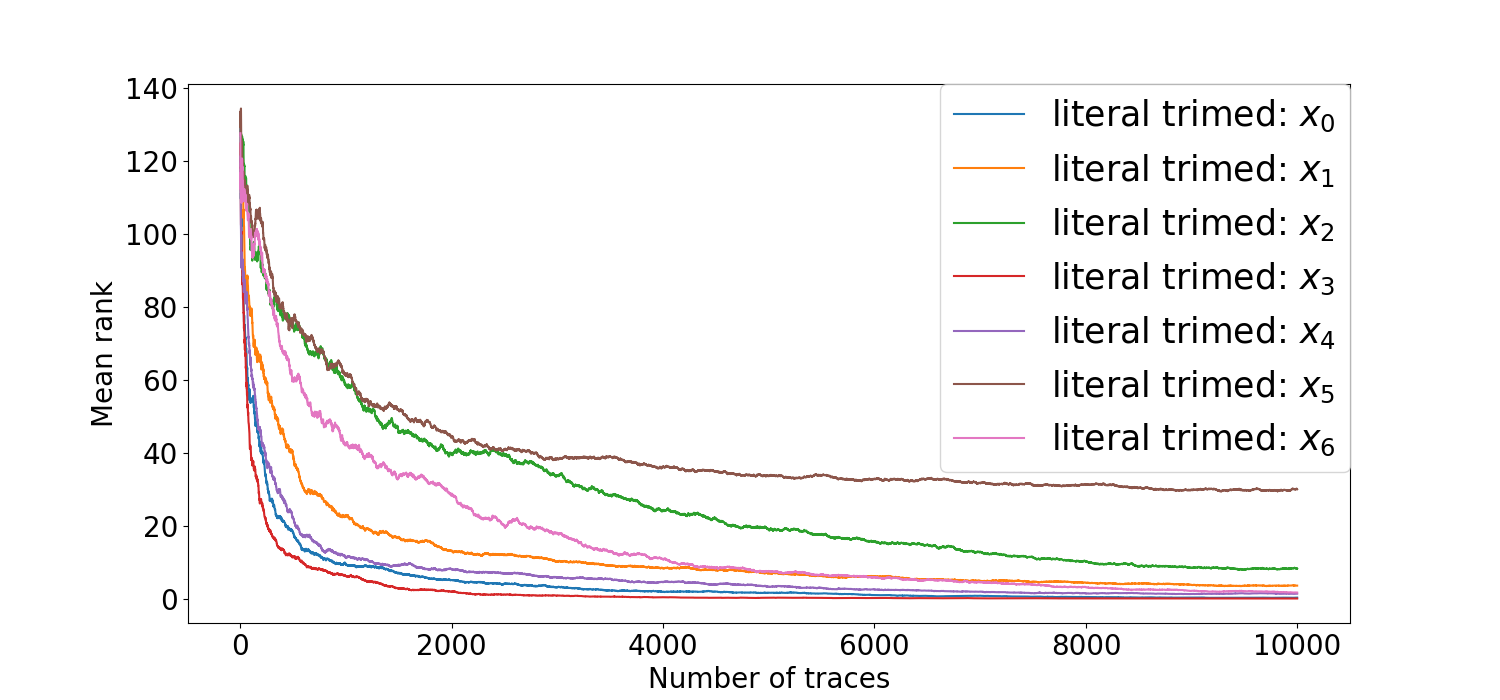 140
120
100
80
60
40
20
0
Mean rank
0 2000 4000 6000 8000 10000
Number of traces
literal trimed: x₀
literal trimed: x₁
literal trimed: x₂
literal trimed: x₃
literal trimed: x₄
literal trimed: x₅
literal trimed: x₆